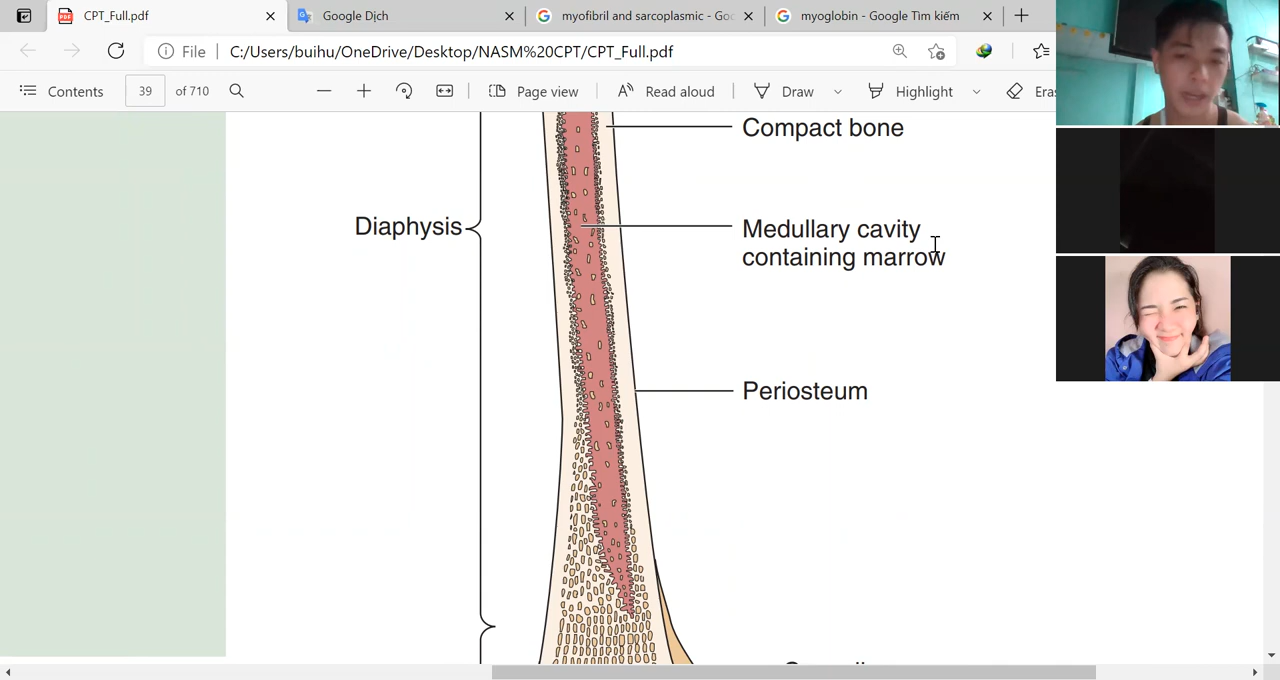 CPT_Full.pdf
Google Dịch
myofibril and sarcoplasmic - Goo
myoglobin - Google Tìm kiếm
File
C:/Users/buihu/OneDrive/Desktop/NASM%20CPT/CPT_Full.pdf
Contents
39
of 710
Page view
Read aloud
Draw
Highlight
Compact bone
Diaphysis
Medullary cavity
containing marrow
Periosteum